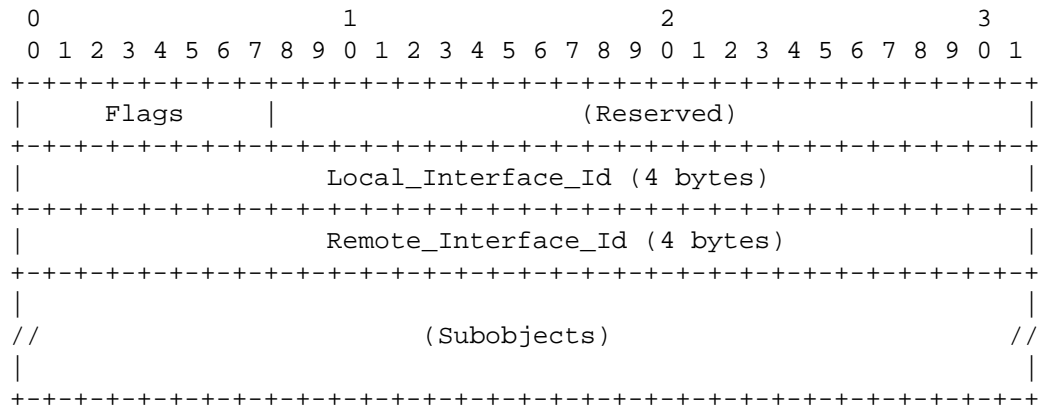 0                   1                   2                   3
 0 1 2 3 4 5 6 7 8 9 0 1 2 3 4 5 6 7 8 9 0 1 2 3 4 5 6 7 8 9 0 1
+-+-+-+-+-+-+-+-+-+-+-+-+-+-+-+-+-+-+-+-+-+-+-+-+-+-+-+-+-+-+-+-+
|     Flags     |                   (Reserved)                  |
+-+-+-+-+-+-+-+-+-+-+-+-+-+-+-+-+-+-+-+-+-+-+-+-+-+-+-+-+-+-+-+-+
|                   Local_Interface_Id (4 bytes)                |
+-+-+-+-+-+-+-+-+-+-+-+-+-+-+-+-+-+-+-+-+-+-+-+-+-+-+-+-+-+-+-+-+
|                   Remote_Interface_Id (4 bytes)               |
+-+-+-+-+-+-+-+-+-+-+-+-+-+-+-+-+-+-+-+-+-+-+-+-+-+-+-+-+-+-+-+-+
|                                                               |
//                        (Subobjects)                         //
|                                                               |
+-+-+-+-+-+-+-+-+-+-+-+-+-+-+-+-+-+-+-+-+-+-+-+-+-+-+-+-+-+-+-+-+